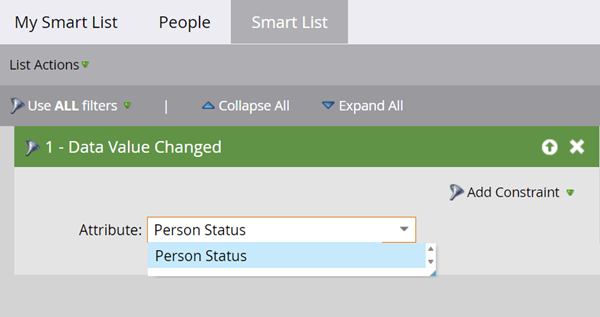 My Smart List People Smart List
List Actions
Use ALL filters | Collapse All Expand All
1 - Data Value Changed
Add Constraint
Attribute: Person Status
Person Status